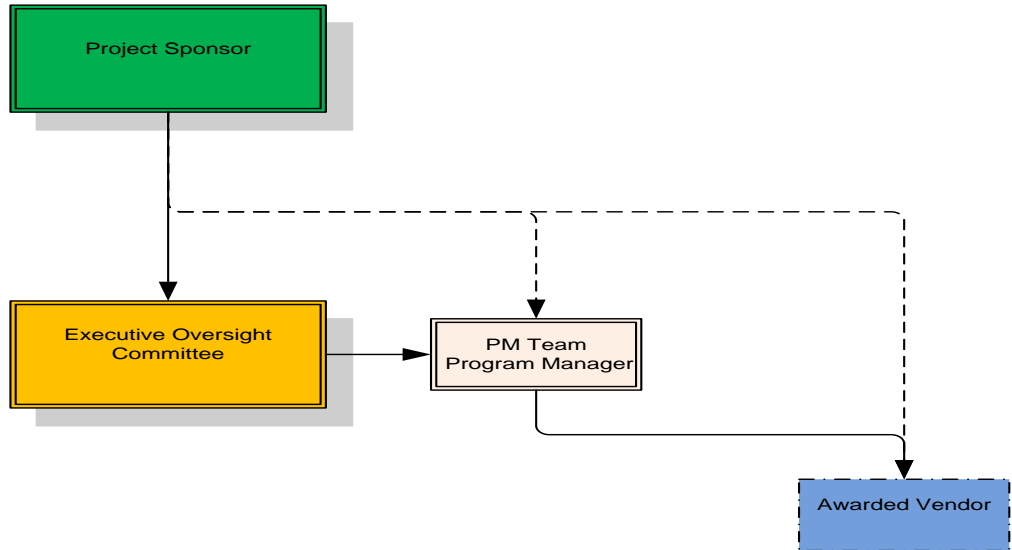 Project Sponsor
Executive Oversight
Committee
PM Team
Program Manager
Awarded Vendor